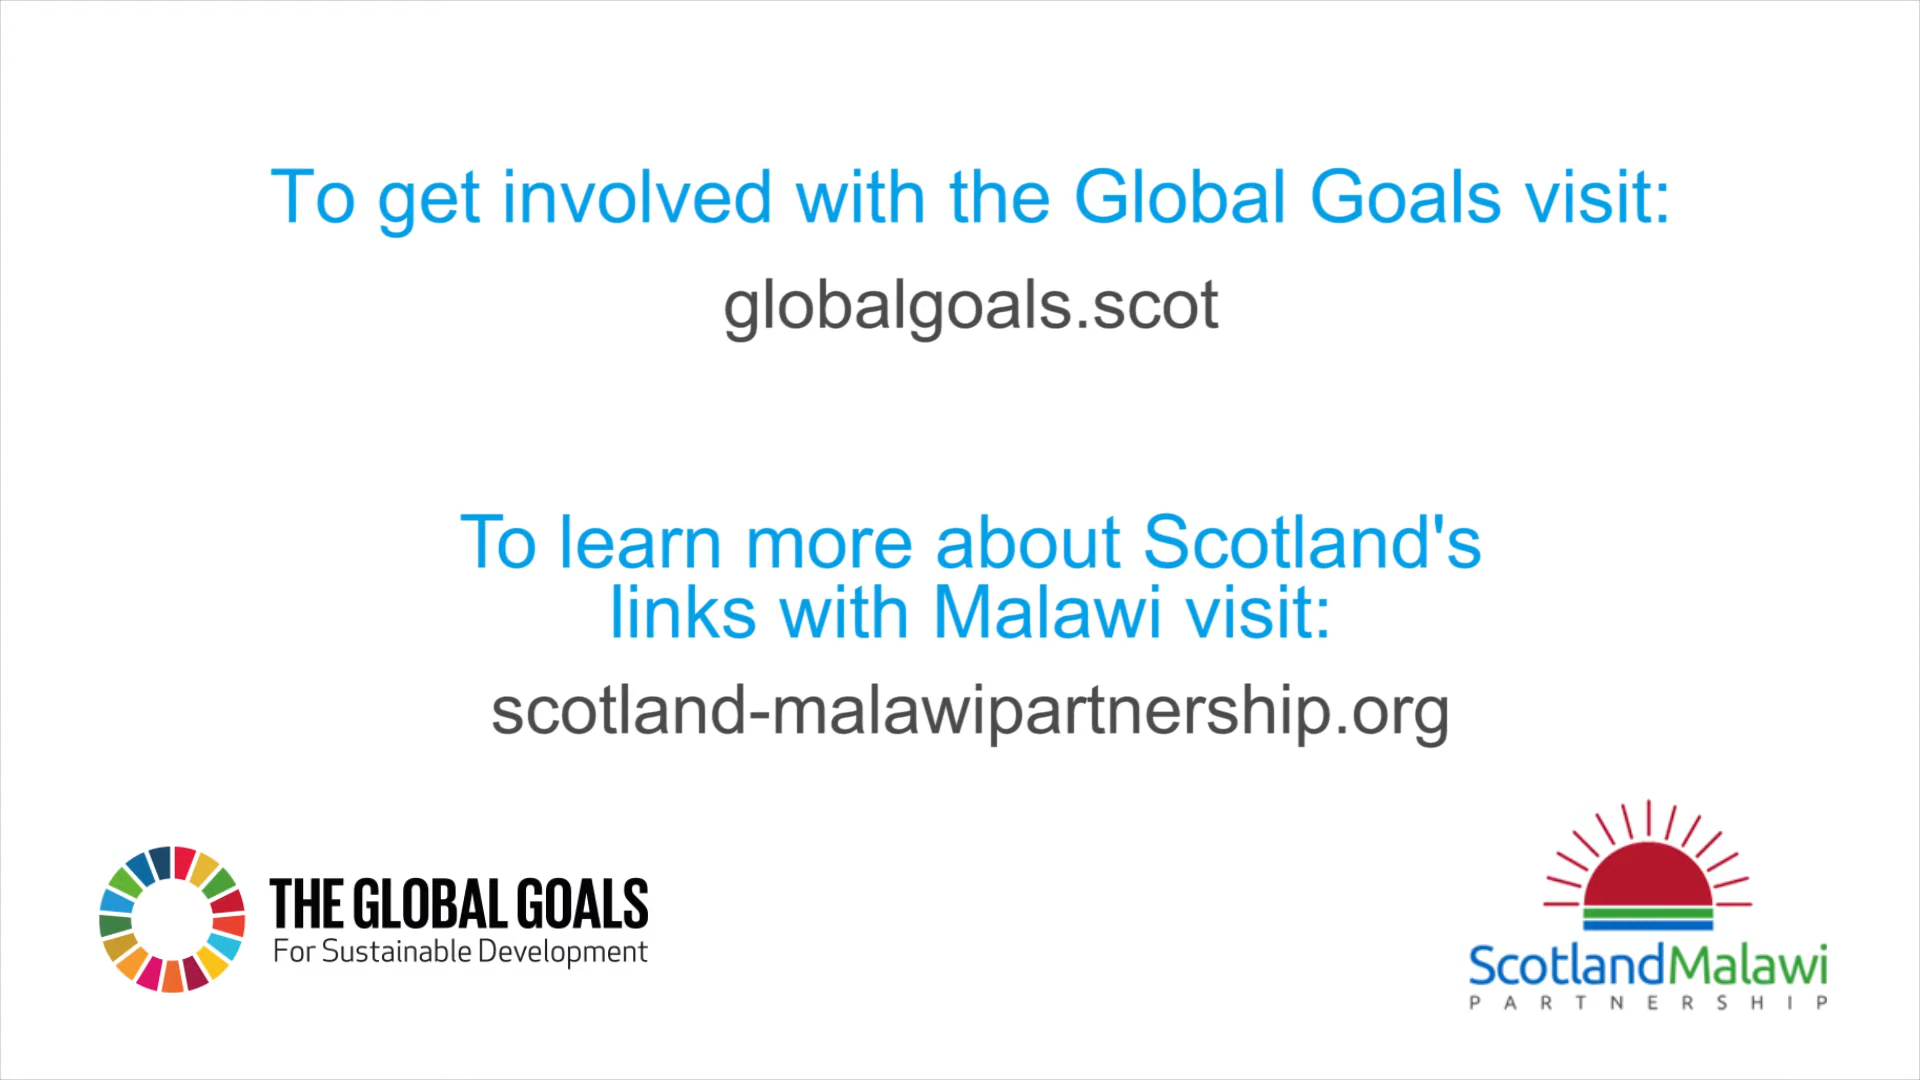 To get involved with the Global Goals visit:
globalgoals.scot
To learn more about Scotland's
links with Malawi visit:
scotland-malawipartnership.org
THE GLOBAL GOALS
For Sustainable Development
ScotlandMalawi
PARTNERSHIP